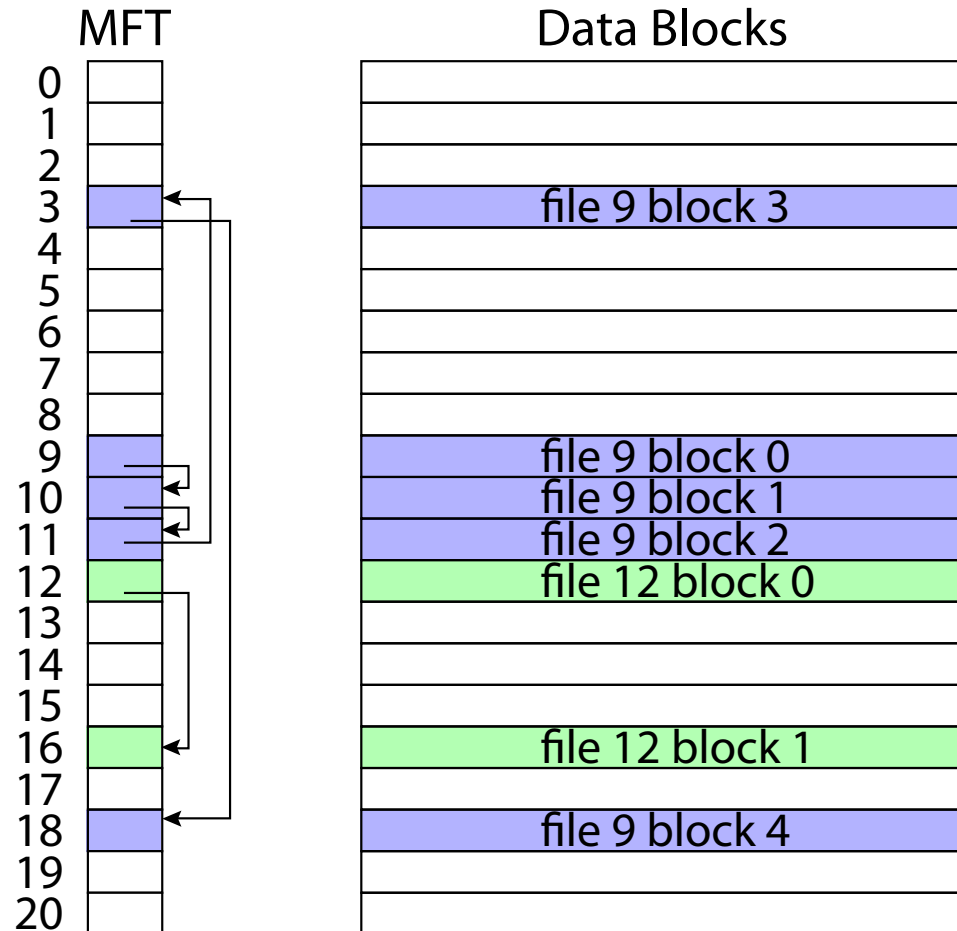 MFT Data Blocks
0
1
2
3 file 9 block 3
4
5
6
7
8
9 file 9 block 0
10 file 9 block 1
11 file 9 block 2
12 file 12 block 0
13
14
15
16 file 12 block 1
17
18 file 9 block 4
19
20